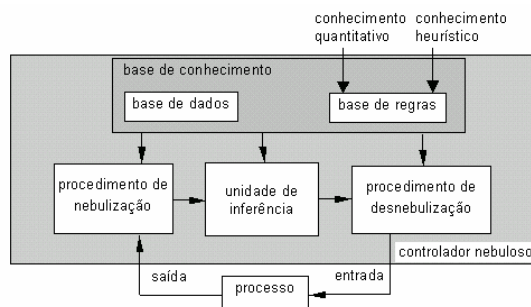 conhecimento
quantitativo
conhecimento
heurístico
base de conhecimento
base de dados
base de regras
procedimento de
nebulização
unidade de
inferência
procedimento de
desnebulização
controlador nebuloso
saída
processo
entrada